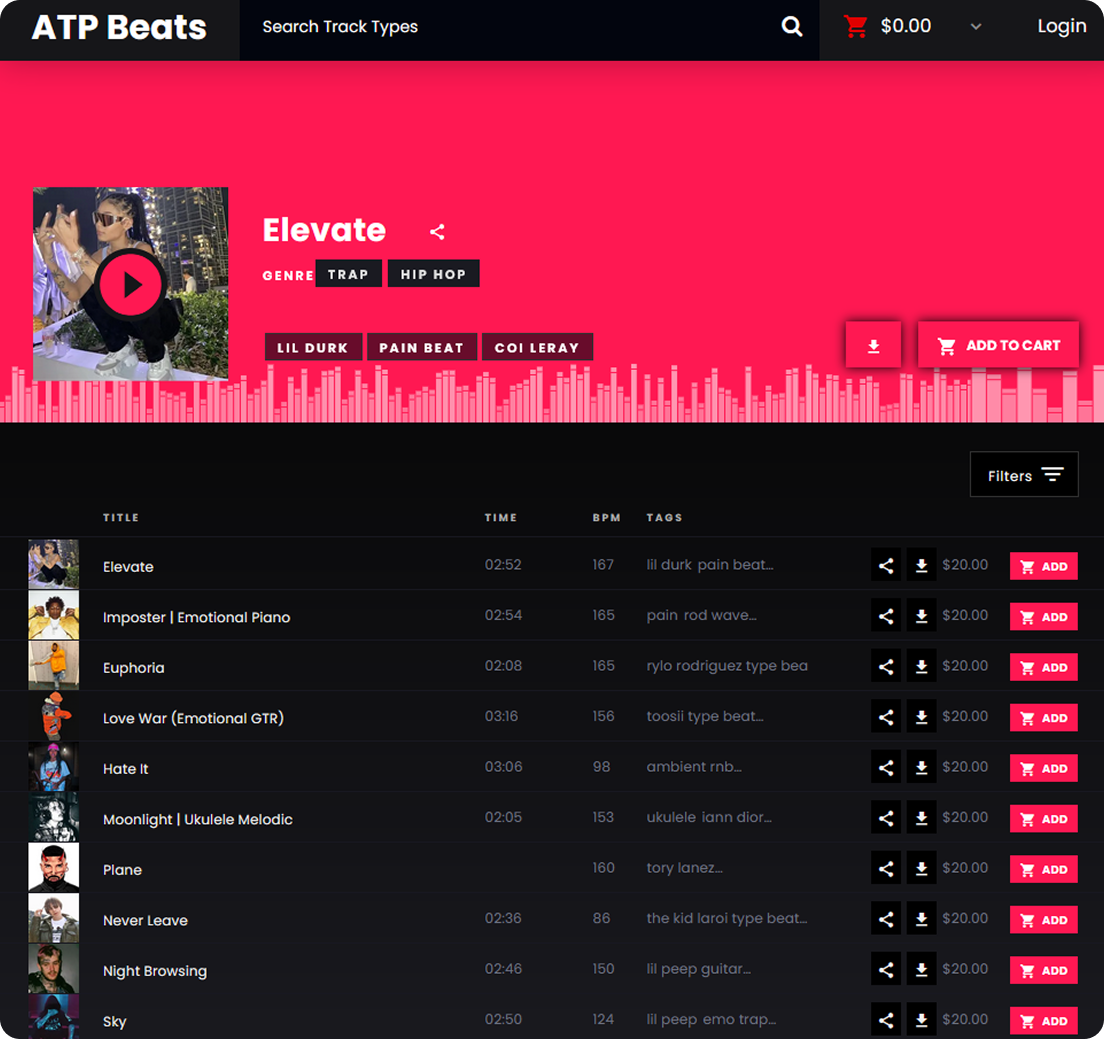 ATP Beats Search Track Types $0.00 Login
Elevate
GENRE TRAP HIP HOP
LIL DURK PAIN BEAT COI LERAY
ADD TO CART
Filters
TITLE TIME BPM TAGS
Elevate 02:52 167 lil durk pain beat... $20.00 ADD
Imposter | Emotional Piano 02:54 165 pain rod wave... $20.00 ADD
Euphoria 02:08 165 rylo rodriguez type bea $20.00 ADD
Love War (Emotional GTR) 03:16 156 toosii type beat... $20.00 ADD
Hate It 03:06 98 ambient rnb... $20.00 ADD
Moonlight | Ukulele Melodic 02:05 153 ukulele iann dior... $20.00 ADD
Plane 160 tory lanez... $20.00 ADD
Never Leave 02:36 86 the kid laroi type beat... $20.00 ADD
Night Browsing 02:46 150 lil peep guitar... $20.00 ADD
Sky 02:50 124 lil peep emo trap... $20.00 ADD